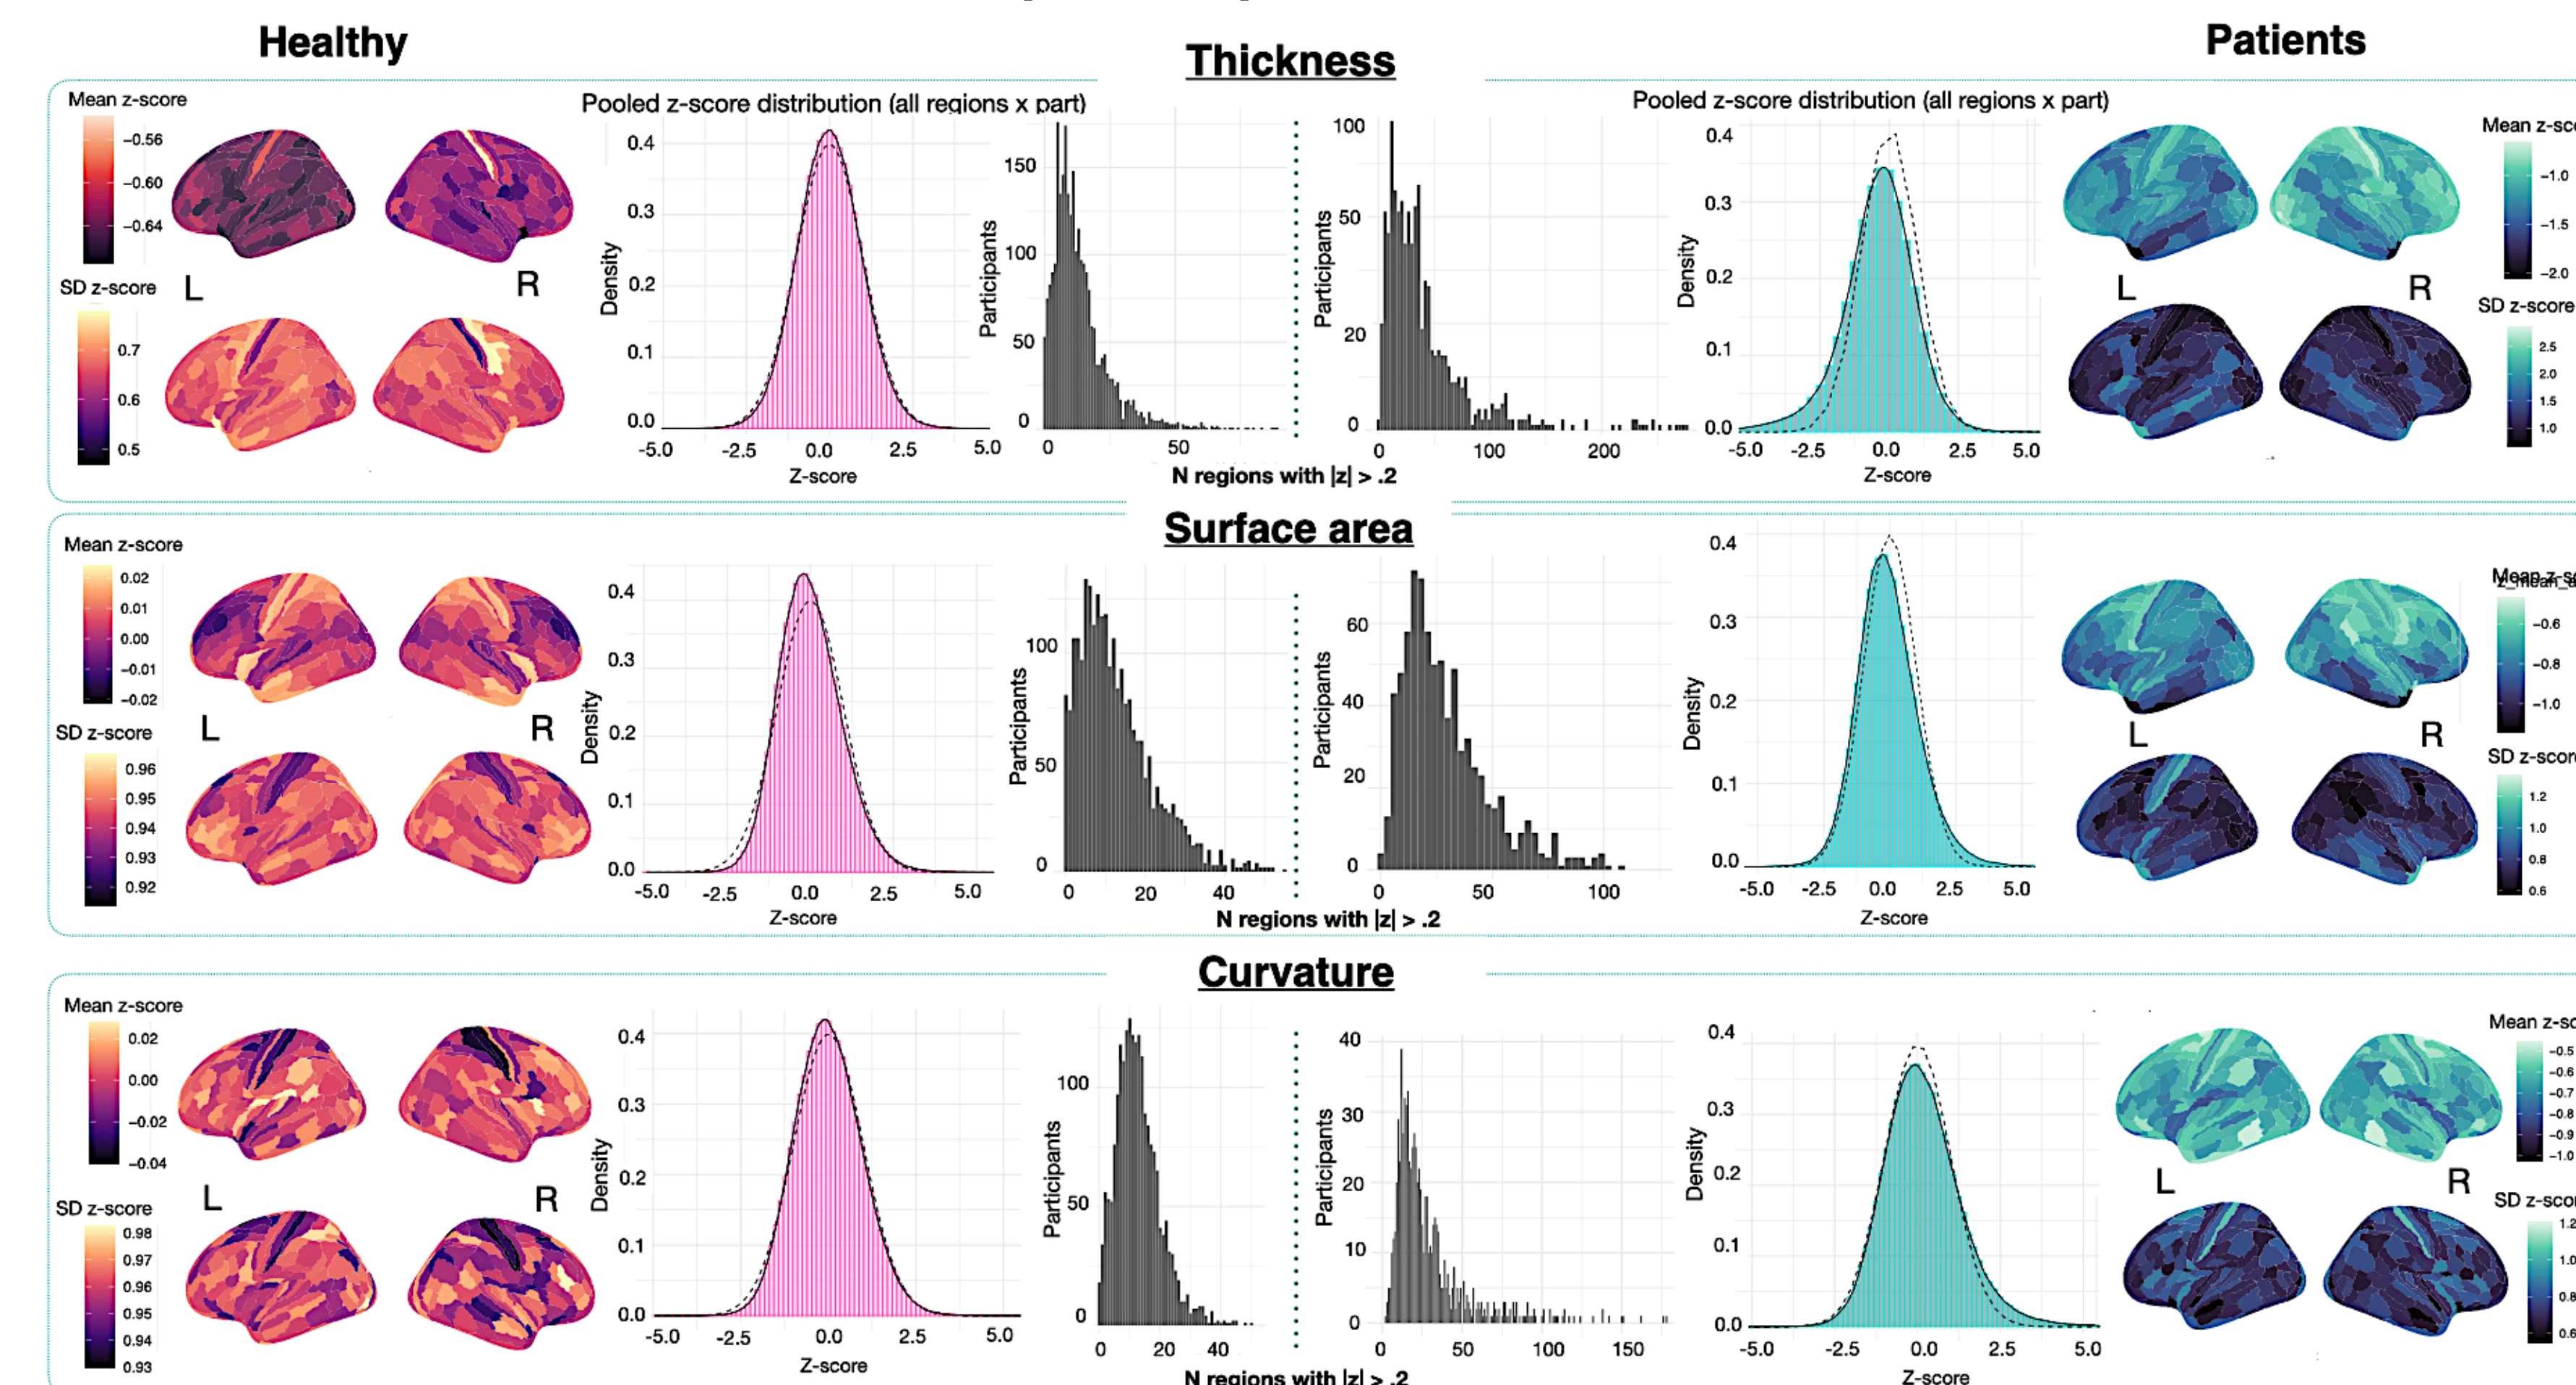 Healthy
Thickness
Patients
Mean z-score
-0.56
-0.60
-0.64
SD z-score
0.7
0.6
0.5
L
R
Pooled z-score distribution (all regions x part)
Density
0.4
0.3
0.2
0.1
0.0
-5.0 -2.5 0.0 2.5 5.0
Z-score
Participants
150
100
50
0
0 50
Participants
100
50
20
0
0 100 200
N regions with |z| > .2
Pooled z-score distribution (all regions x part)
Density
0.4
0.3
0.2
0.1
0.0
-5.0 -2.5 0.0 2.5 5.0
Z-score
L
R
Mean z-sc
-1.0
-1.5
-2.0
SD z-score
2.5
2.0
1.5
1.0
Surface area
Mean z-score
0.02
0.01
0.00
-0.01
-0.02
SD z-score
0.96
0.95
0.94
0.93
0.92
L
R
Density
0.4
0.3
0.2
0.1
0.0
-5.0 -2.5 0.0 2.5 5.0
Z-score
Participants
100
50
0
0 20 40
Participants
60
40
20
0
0 50 100
N regions with |z| > .2
Density
0.4
0.3
0.2
0.1
0.0
-5.0 -2.5 0.0 2.5 5.0
Z-score
L
R
-0.6
-0.8
-1.0
SD z-scor
1.2
1.0
0.8
0.6
Curvature
Mean z-score
0.02
0.00
-0.02
-0.04
SD z-score
0.98
0.97
0.96
0.95
0.94
0.93
L
R
Density
0.4
0.3
0.2
0.1
0.0
-5.0 -2.5 0.0 2.5 5.0
Z-score
Participants
100
50
0
0 20 40
Participants
40
30
20
10
0
0 50 100 150
N regions with |z| > .2
Density
0.4
0.3
0.2
0.1
0.0
-5.0 -2.5 0.0 2.5 5.0
Z-score
L
R
Mean z-sc
-0.5
-0.6
-0.7
-0.8
-0.9
-1.0
SD z-scor
1.2
1.0
0.8
0.6